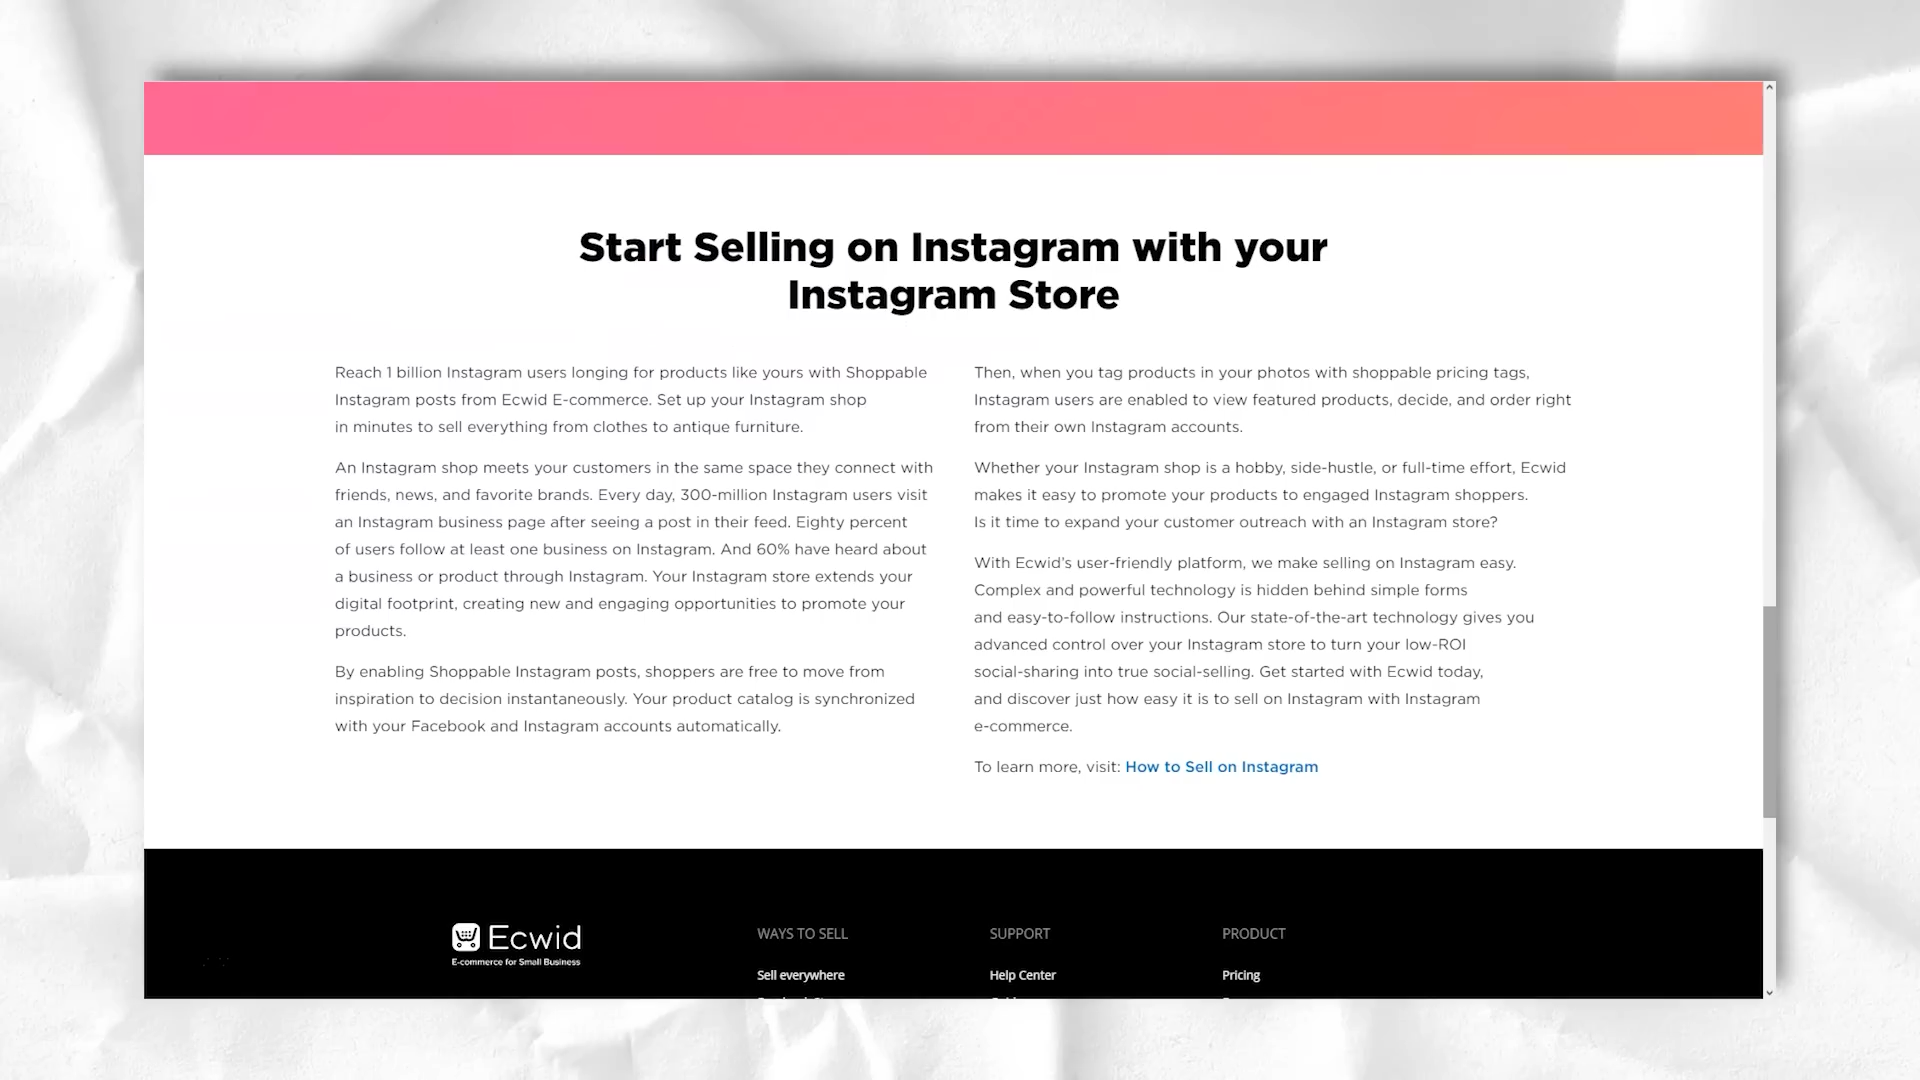 Start Selling on Instagram with your
Instagram Store
Reach 1 billion Instagram users longing for products like yours with Shoppable
Instagram posts from Ecwid E-commerce. Set up your Instagram shop
in minutes to sell everything from clothes to antique furniture.
An Instagram shop meets your customers in the same space they connect with
friends, news, and favorite brands. Every day, 300-million Instagram users visit
an Instagram business page after seeing a post in their feed. Eighty percent
of users follow at least one business on Instagram. And 60% have heard about
a business or product through Instagram. Your Instagram store extends your
digital footprint, creating new and engaging opportunities to promote your
products.
By enabling Shoppable Instagram posts, shoppers are free to move from
inspiration to decision instantaneously. Your product catalog is synchronized
with your Facebook and Instagram accounts automatically.
Then, when you tag products in your photos with shoppable pricing tags,
Instagram users are enabled to view featured products, decide, and order right
from their own Instagram accounts.
Whether your Instagram shop is a hobby, side-hustle, or full-time effort, Ecwid
makes it easy to promote your products to engaged Instagram shoppers.
Is it time to expand your customer outreach with an Instagram store?
With Ecwid's user-friendly platform, we make selling on Instagram easy.
Complex and powerful technology is hidden behind simple forms
and easy-to-follow instructions. Our state-of-the-art technology gives you
advanced control over your Instagram store to turn your low-ROI
social-sharing into true social-selling. Get started with Ecwid today,
and discover just how easy it is to sell on Instagram with Instagram
e-commerce.
To learn more, visit: How to Sell on Instagram
Ecwid
E-commerce for Small Business
WAYS TO SELL
Sell everywhere
SUPPORT
Help Center
PRODUCT
Pricing